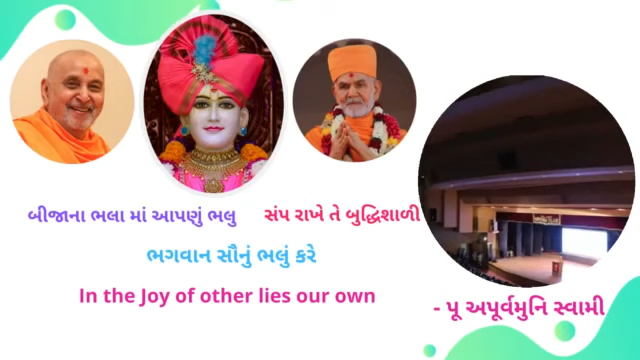 બીજાના ભલા માં આપણું ભલુ
સંપ રાખે તે બુદ્ધિશાળી
ભગવાન સૌનું ભલું કરે
In the Joy of other lies our own
- પૂ અપૂર્વમુનિ સ્વામી